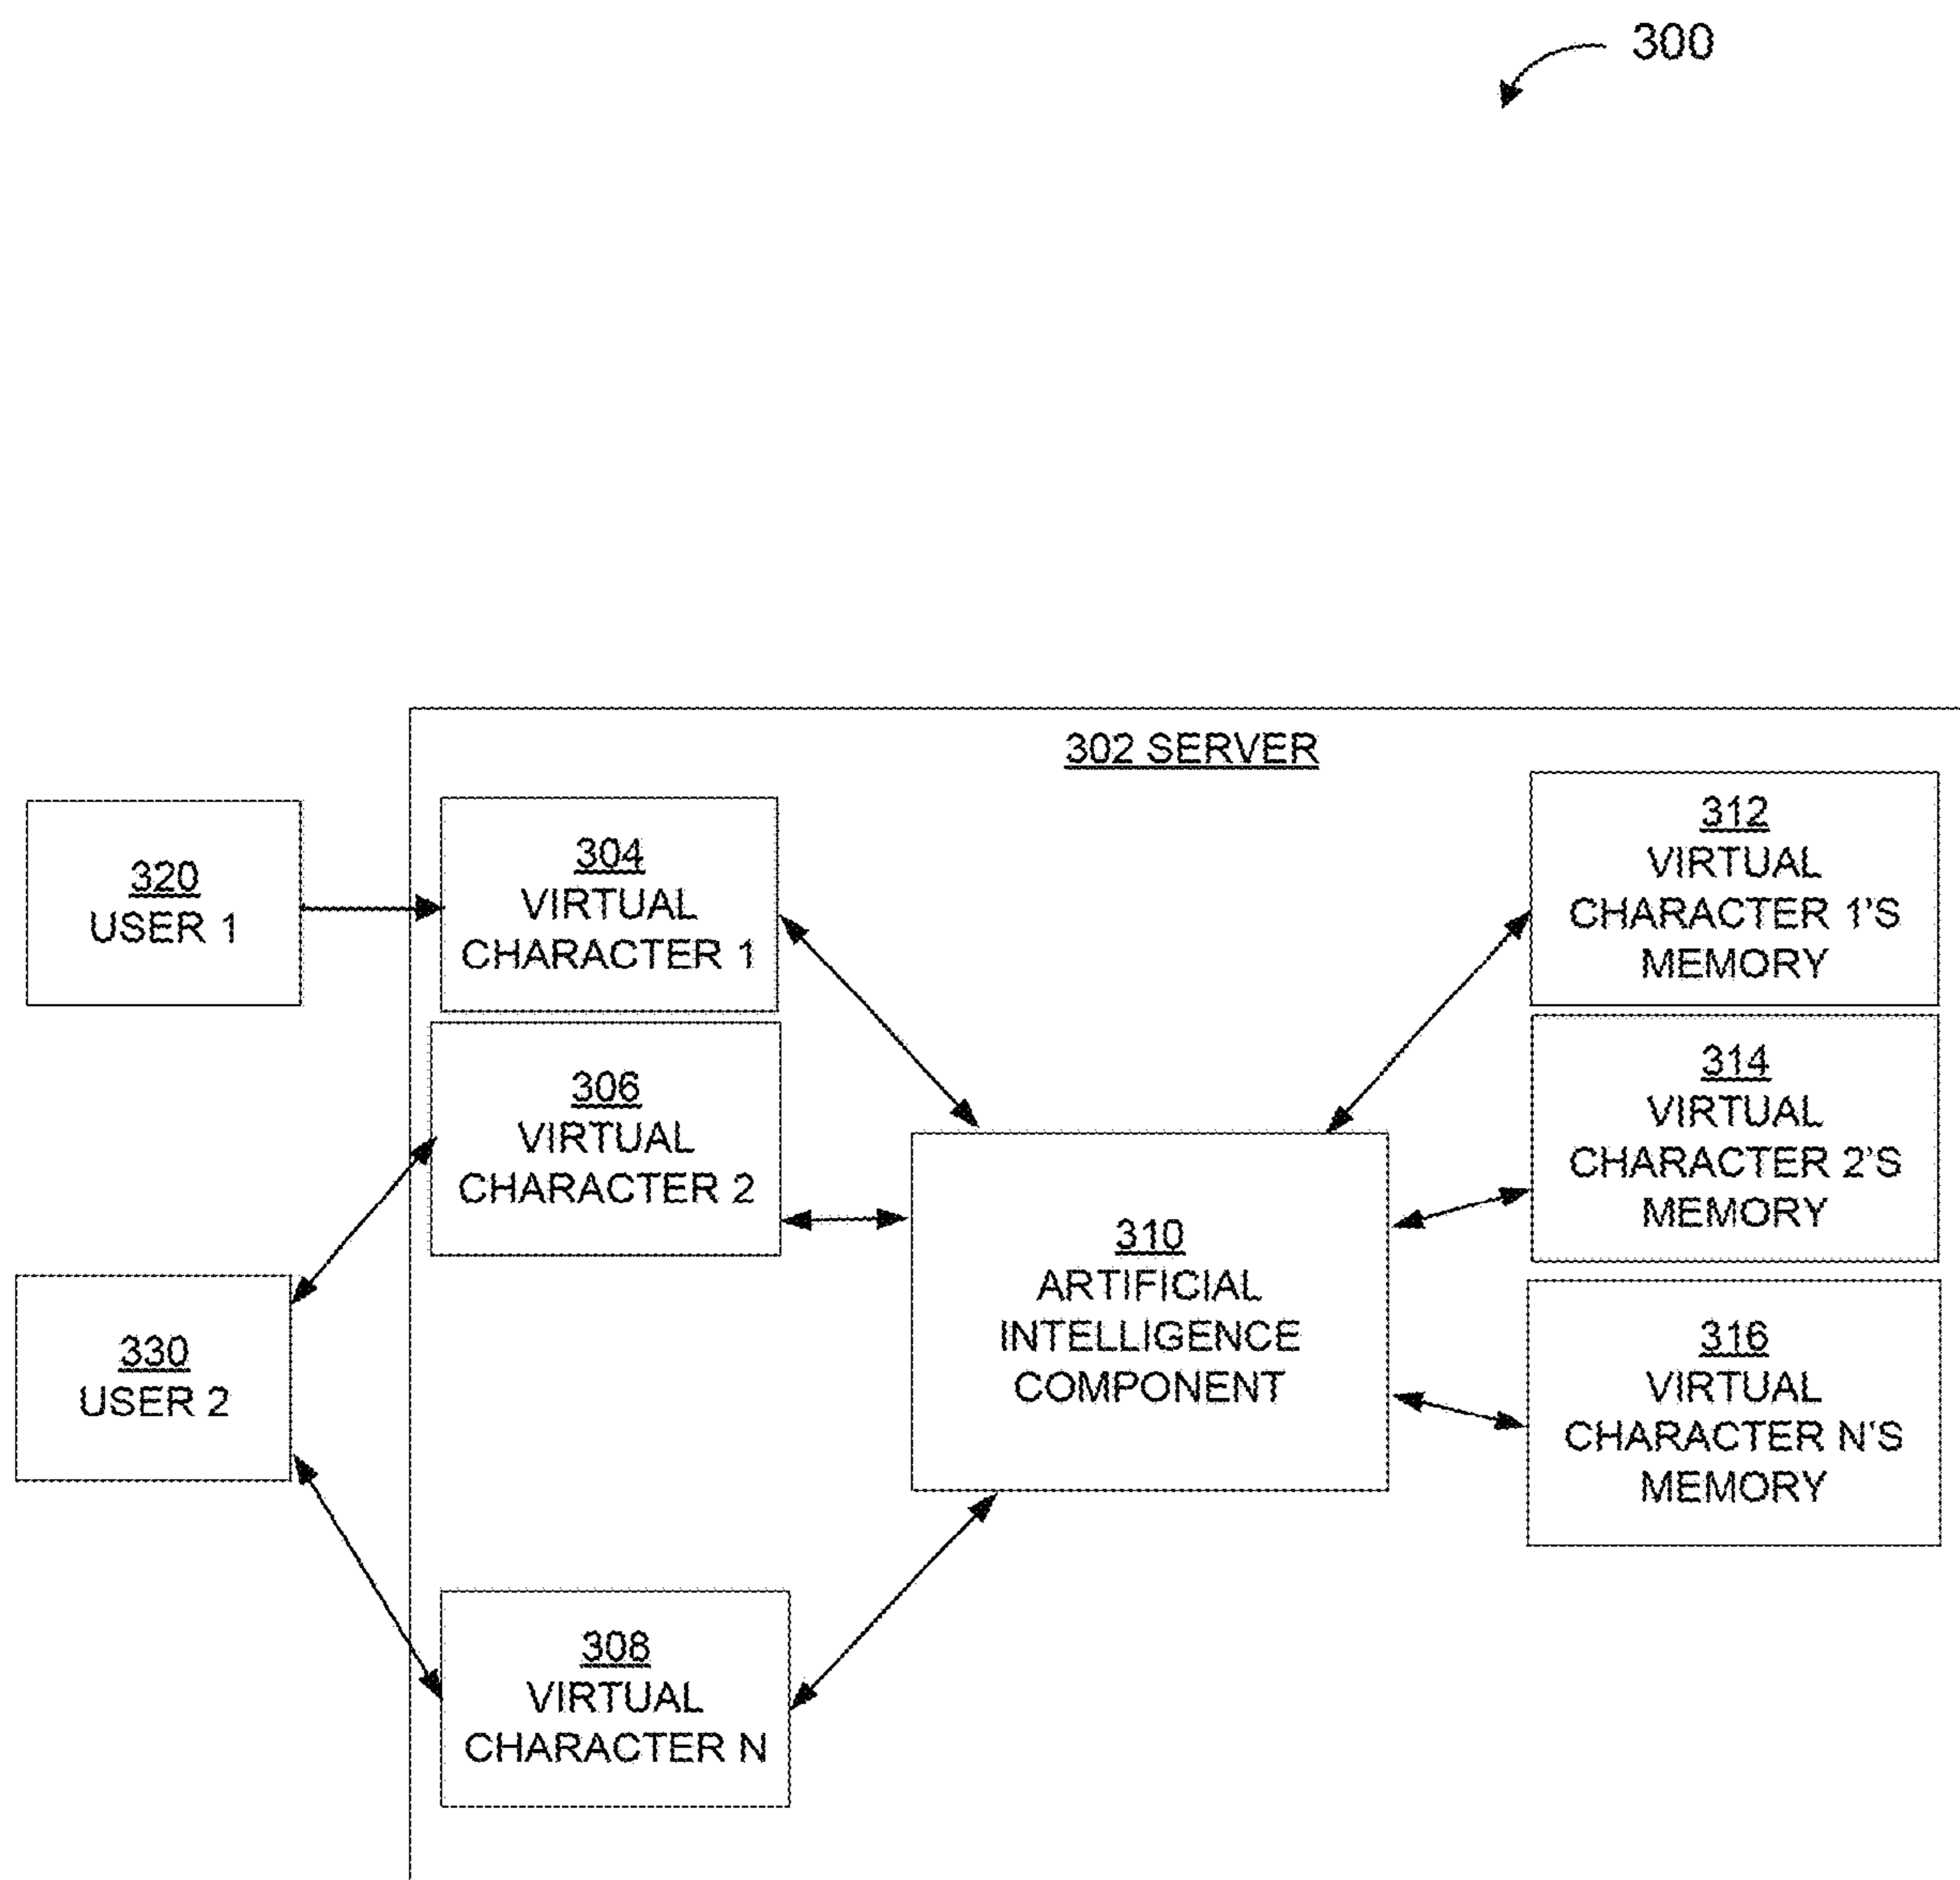 300
302 SERVER
320
USER 1
304
VIRTUAL
CHARACTER 1
312
VIRTUAL
CHARACTER 1'S
MEMORY
306
VIRTUAL
CHARACTER 2
314
VIRTUAL
CHARACTER 2'S
MEMORY
330
USER 2
310
ARTIFICIAL
INTELLIGENCE
COMPONENT
316
VIRTUAL
CHARACTER N'S
MEMORY
308
VIRTUAL
CHARACTER N